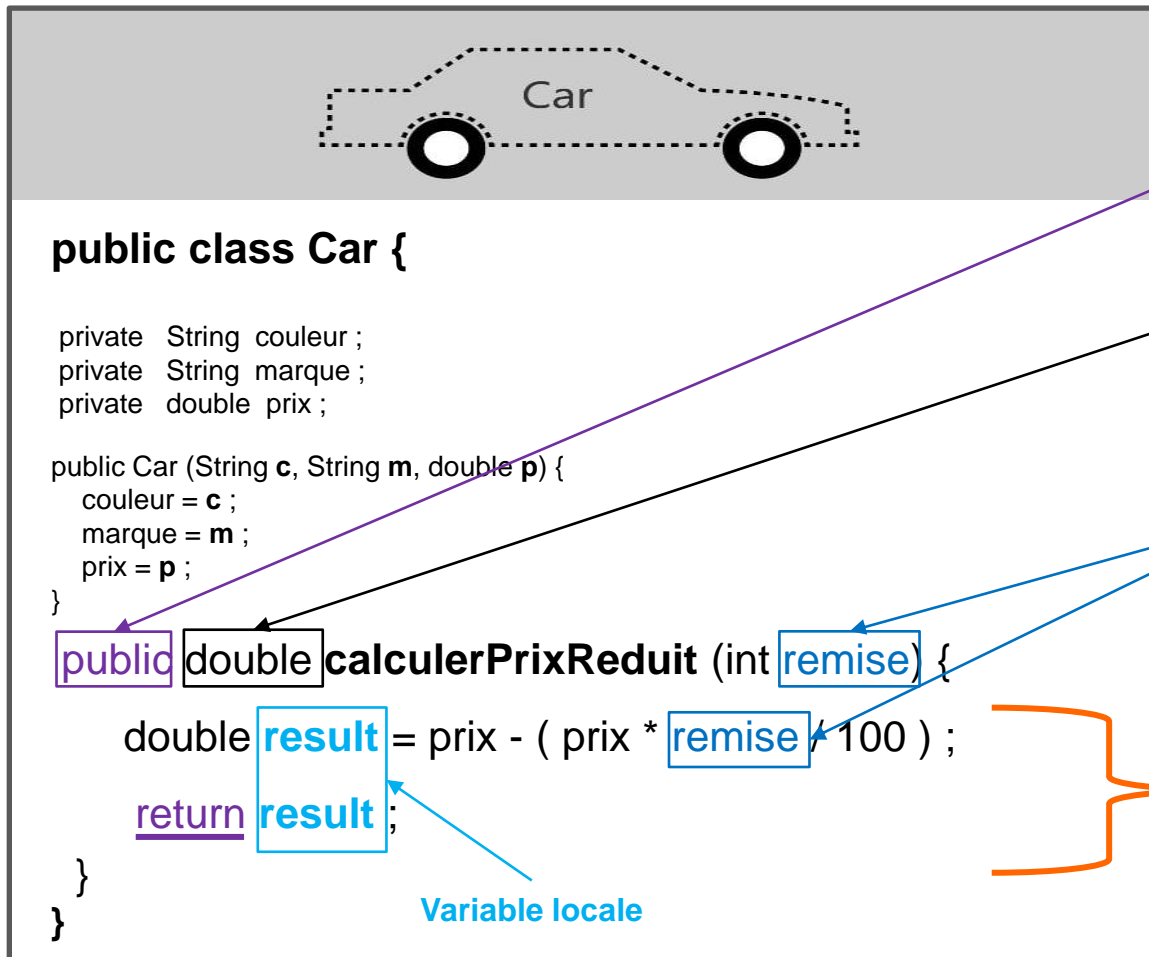 Car
public class Car {
private String couleur ;
private String marque ;
private double prix ;
public Car (String c, String m, double p) {
couleur = c ;
marque = m ;
prix = p ;
}
public double calculerPrixReduit (int remise) {
double result = prix - ( prix * remise / 100 ) ;
return result ;
}
Variable locale
}